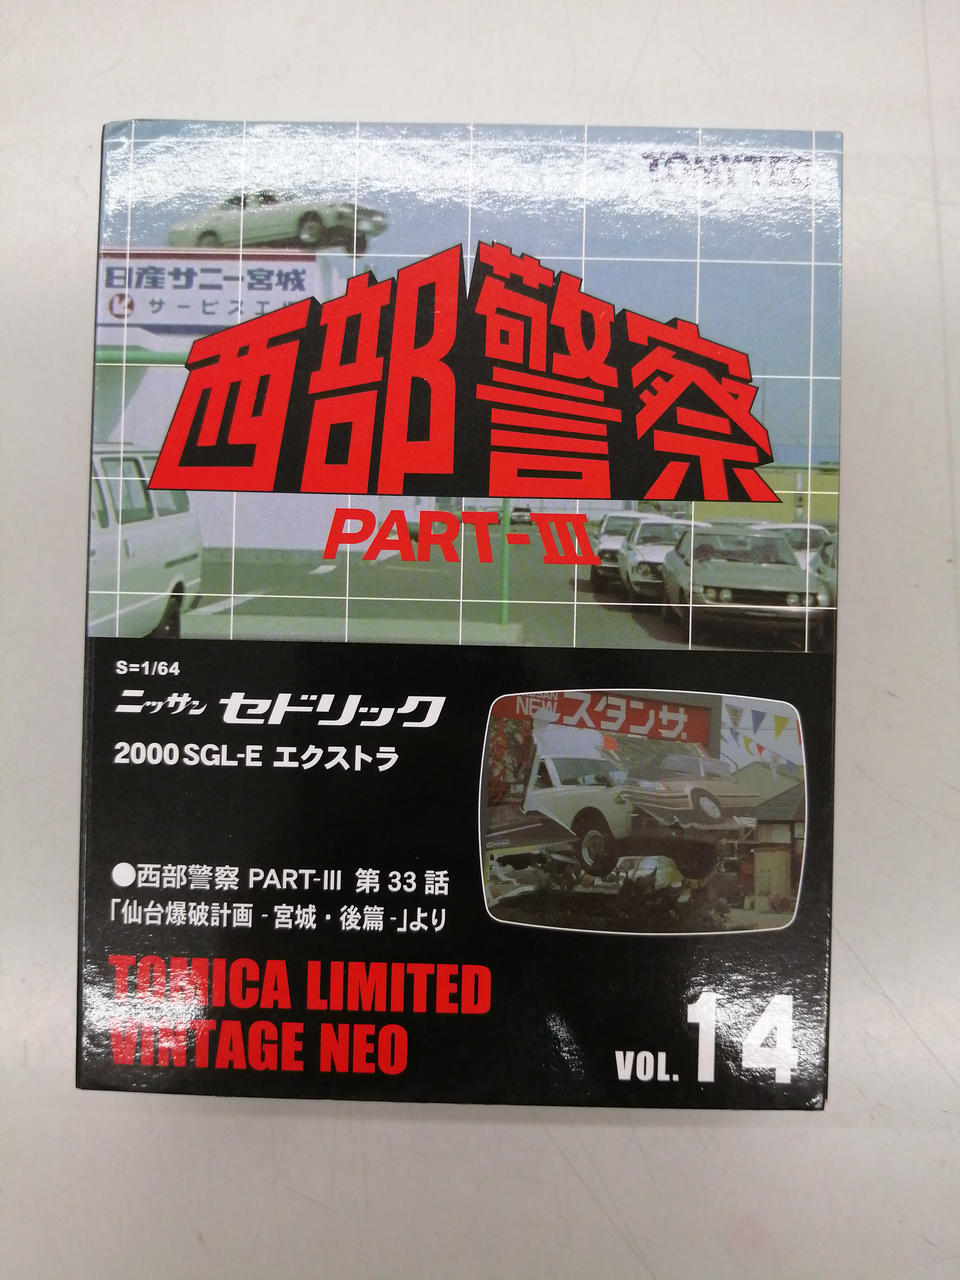 TOMYTEC
日産サニー宮城
サービス工
西部警察
PART-III
S=1/64
ニッサン セドリック
2000 SGL-E エクストラ
NEW スタンザ
●西部警察 PART-III 第33話
「仙台爆破計画 - 宮城・後篇 -」より
TOMICA LIMITED
VINTAGE NEO
VOL. 14